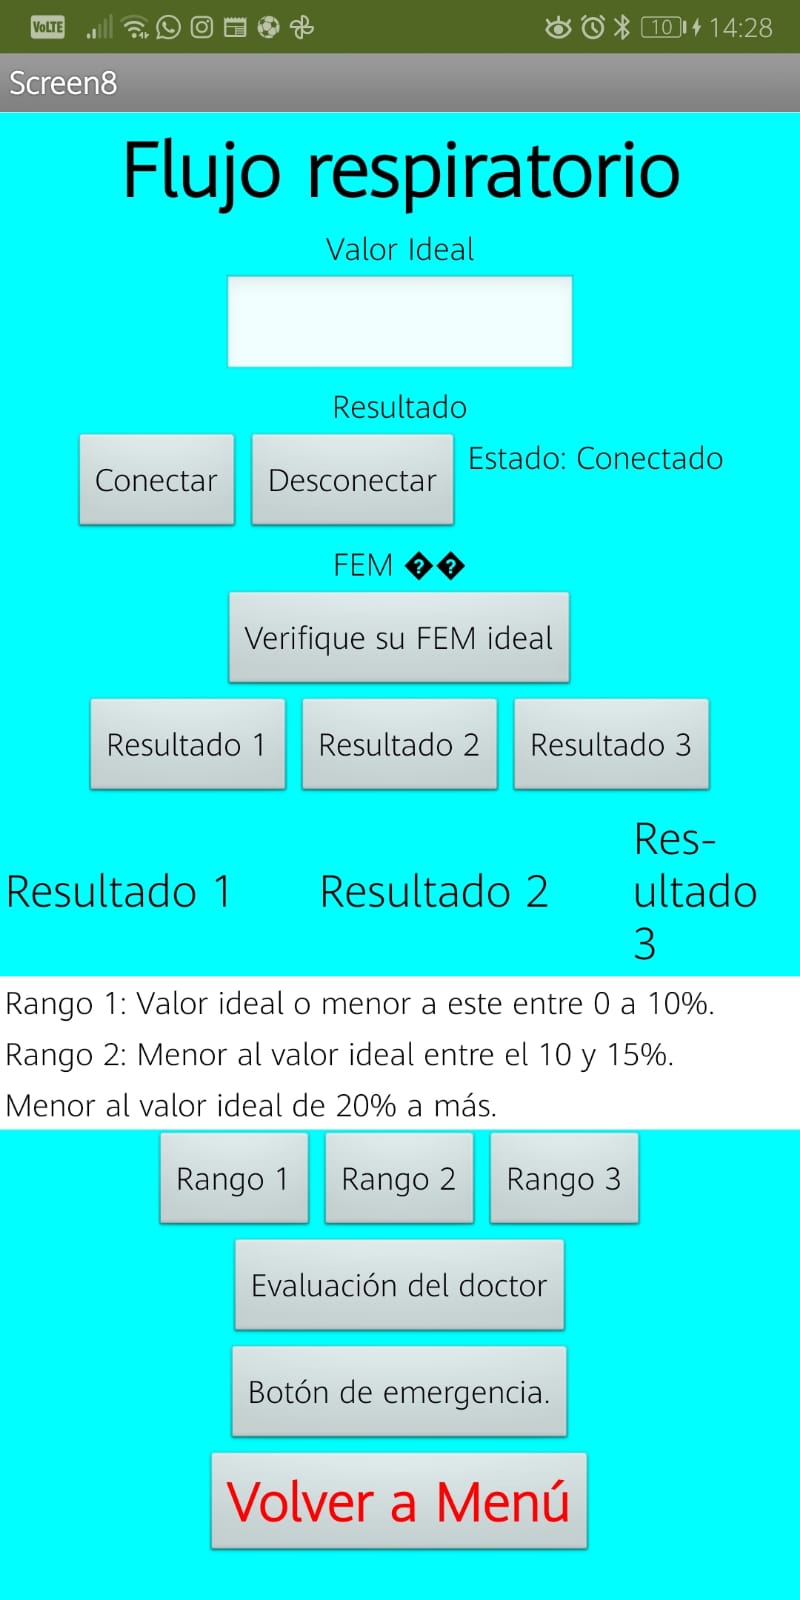 VoLTE 10 14:28
Screen8
Flujo respiratorio
Valor Ideal
Resultado
Conectar Desconectar Estado: Conectado
FEM ��
Verifique su FEM ideal
Resultado 1 Resultado 2 Resultado 3
Resultado 1 Resultado 2 Res-
ultado
3
Rango 1: Valor ideal o menor a este entre 0 a 10%.
Rango 2: Menor al valor ideal entre el 10 y 15%.
Menor al valor ideal de 20% a más.
Rango 1 Rango 2 Rango 3
Evaluación del doctor
Botón de emergencia.
Volver a Menú